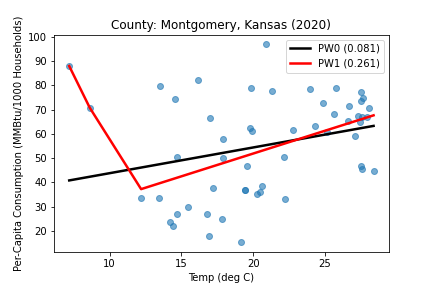 County: Montgomery, Kansas (2020)
PW0 (0.081)
PW1 (0.261)
Per-Capita Consumption (MMBtu/1000 Households)
100
90
80
70
60
50
40
30
20
10 15 20 25
Temp (deg C)